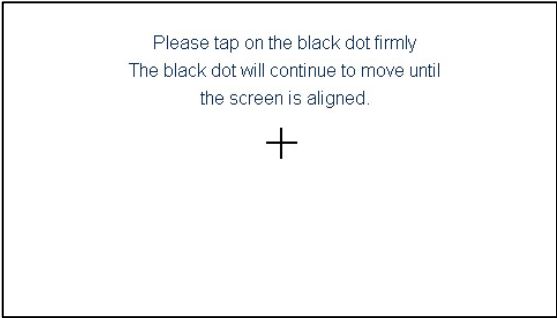 Please tap on the black dot firmly
The black dot will continue to move until
the screen is aligned.